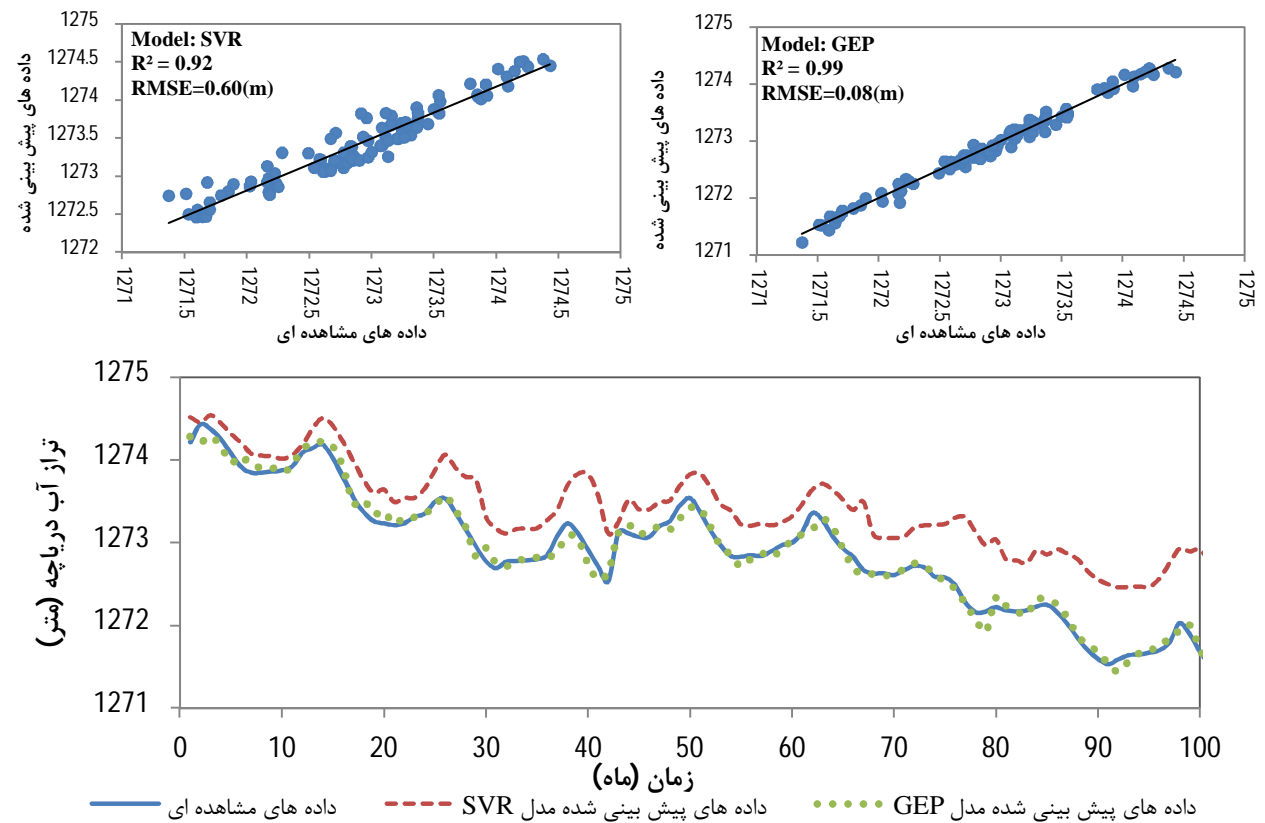 Model: SVR
R² = 0.92
RMSE=0.60(m)
داده های پیش بینی شده
1275
1274.5
1274
1273.5
1273
1272.5
1272
1271
1271.5
1272
1272.5
1273
1273.5
1274
1274.5
1275
داده های مشاهده ای
Model: GEP
R² = 0.99
RMSE=0.08(m)
داده های پیش بینی شده
1275
1274
1273
1272
1271
1271
1271.5
1272
1272.5
1273
1273.5
1274
1274.5
1275
داده های مشاهده ای
تراز آب دریاچه (متر)
1275
1274
1273
1272
1271
0 10 20 30 40 50 60 70 80 90 100
زمان (ماه)
داده های مشاهده ای
داده های پیش بینی شده مدل SVR
داده های پیش بینی شده مدل GEP